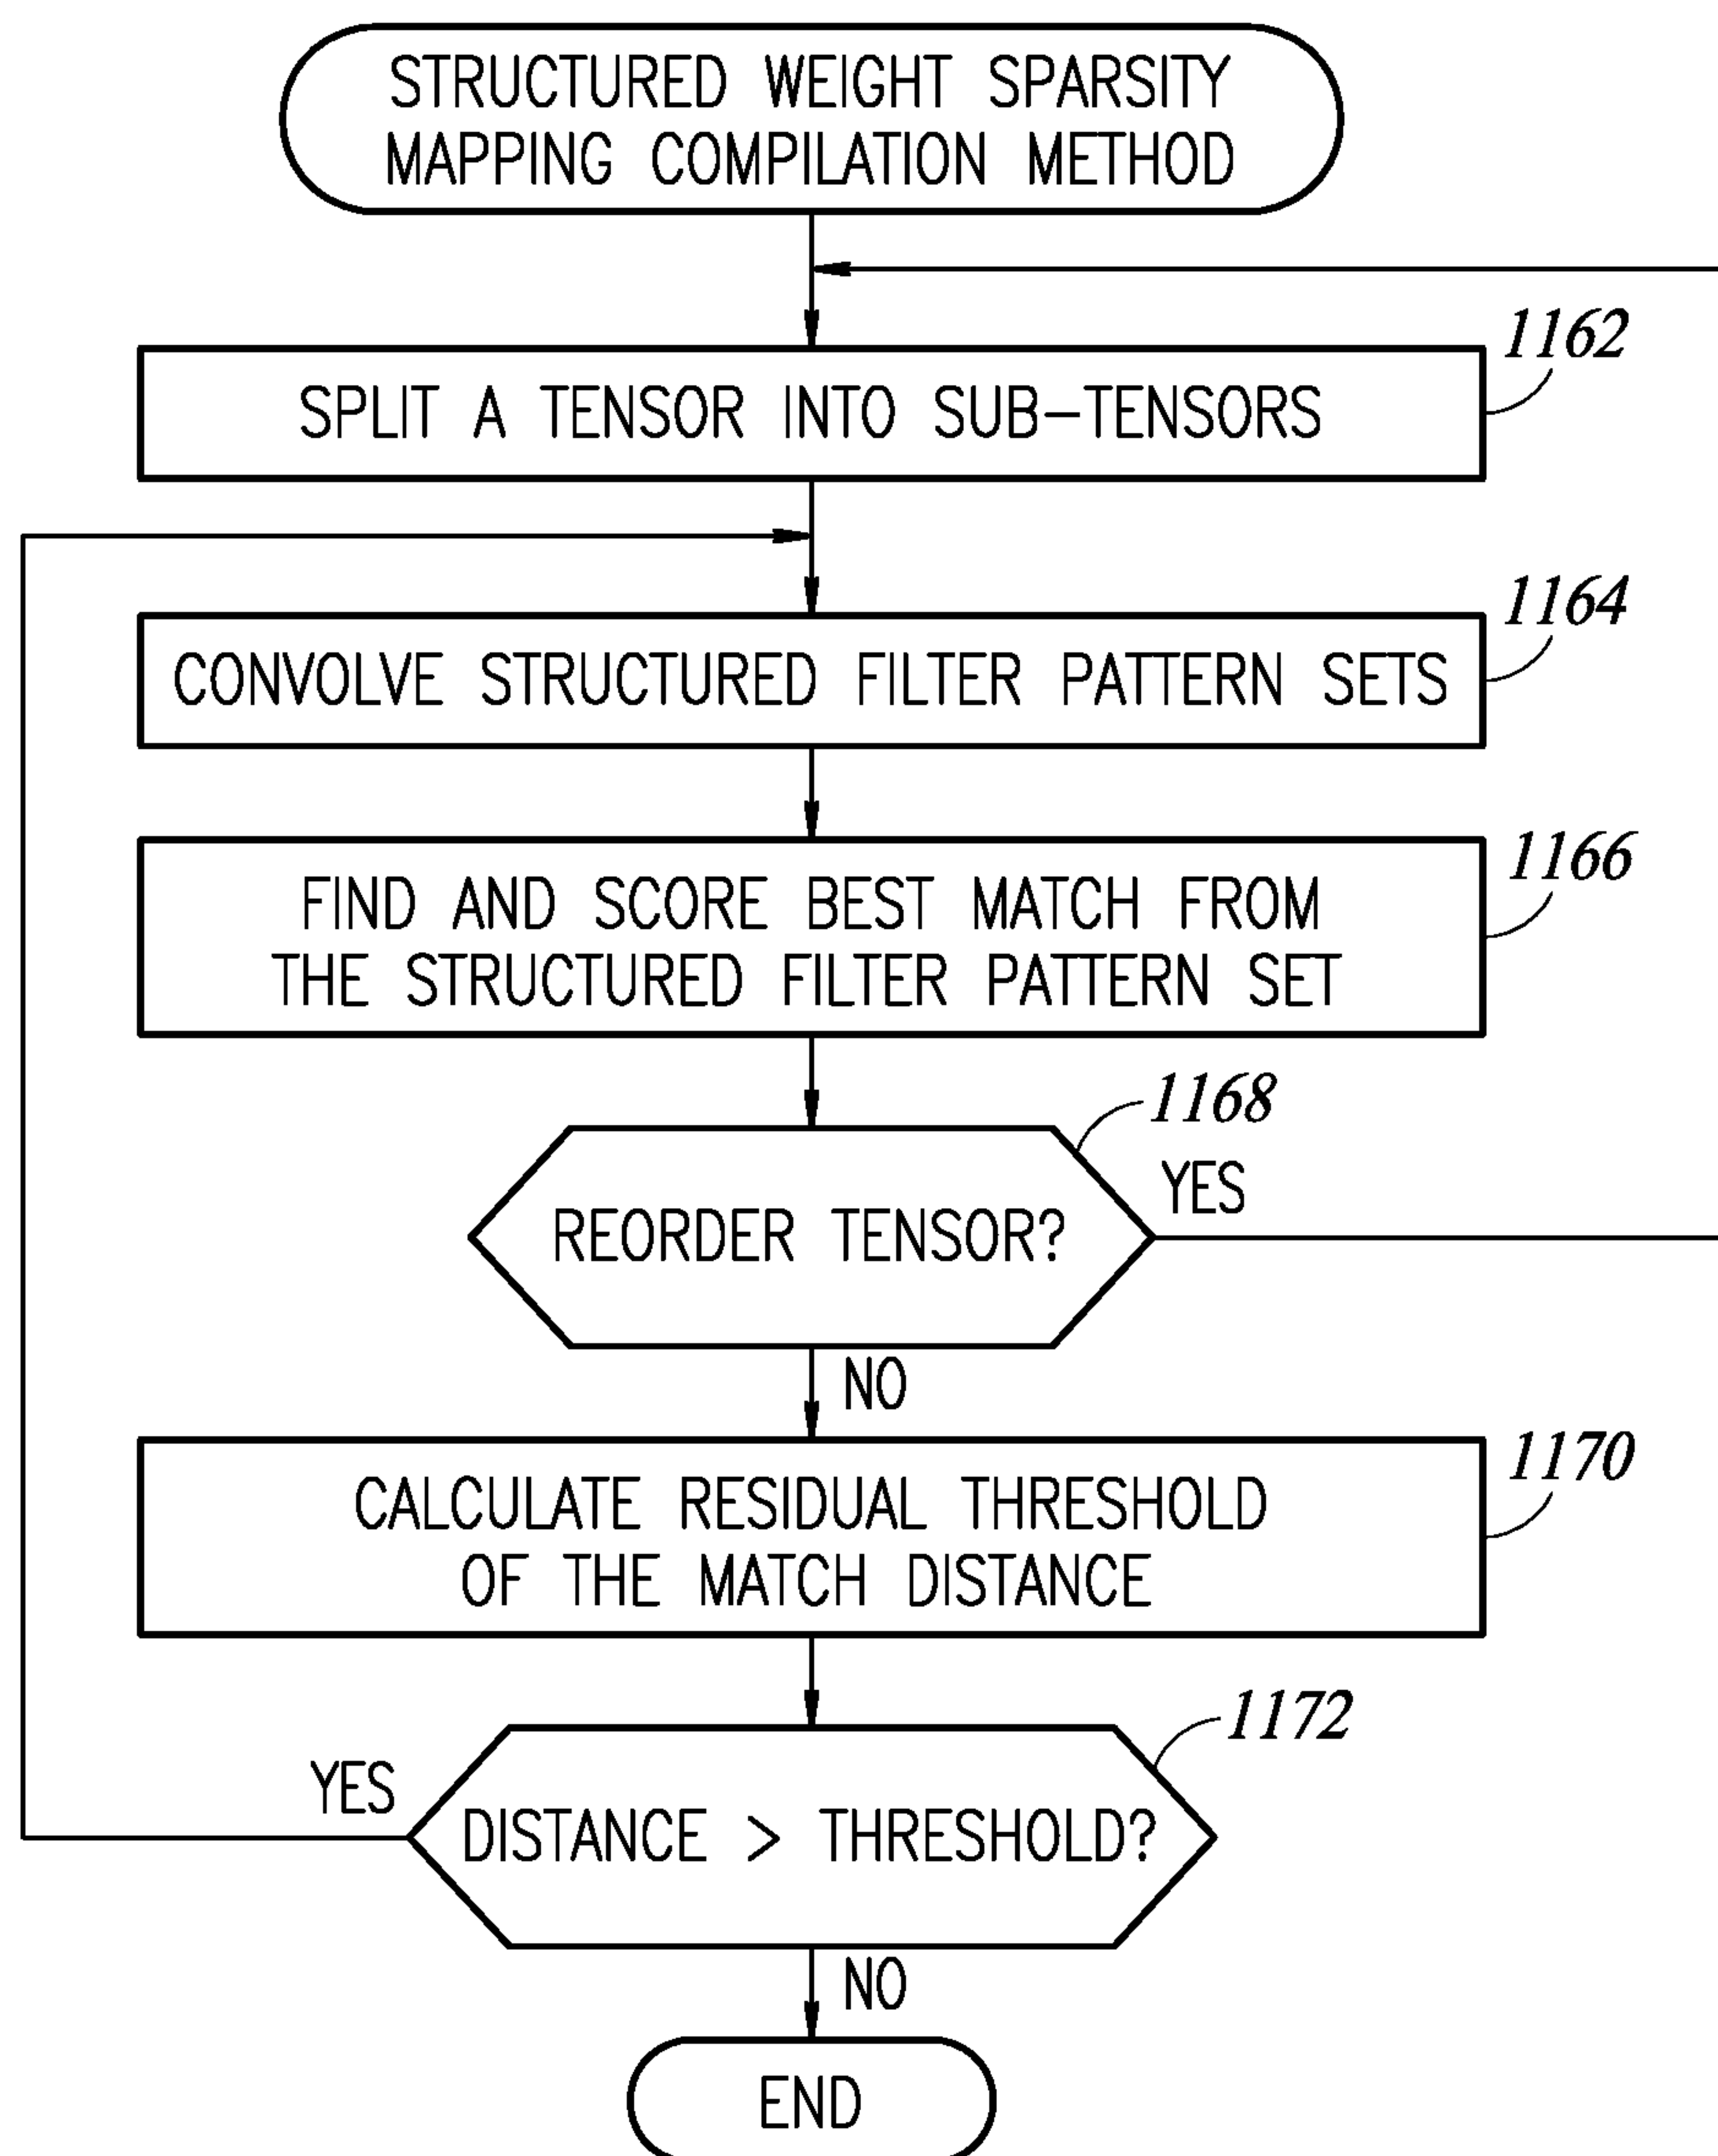 STRUCTURED WEIGHT SPARSITY
MAPPING COMPILATION METHOD
1162
SPLIT A TENSOR INTO SUB-TENSORS
1164
CONVOLVE STRUCTURED FILTER PATTERN SETS
1166
FIND AND SCORE BEST MATCH FROM
THE STRUCTURED FILTER PATTERN SET
1168
YES
REORDER TENSOR?
NO
1170
CALCULATE RESIDUAL THRESHOLD
OF THE MATCH DISTANCE
1172
YES
DISTANCE > THRESHOLD?
NO
END